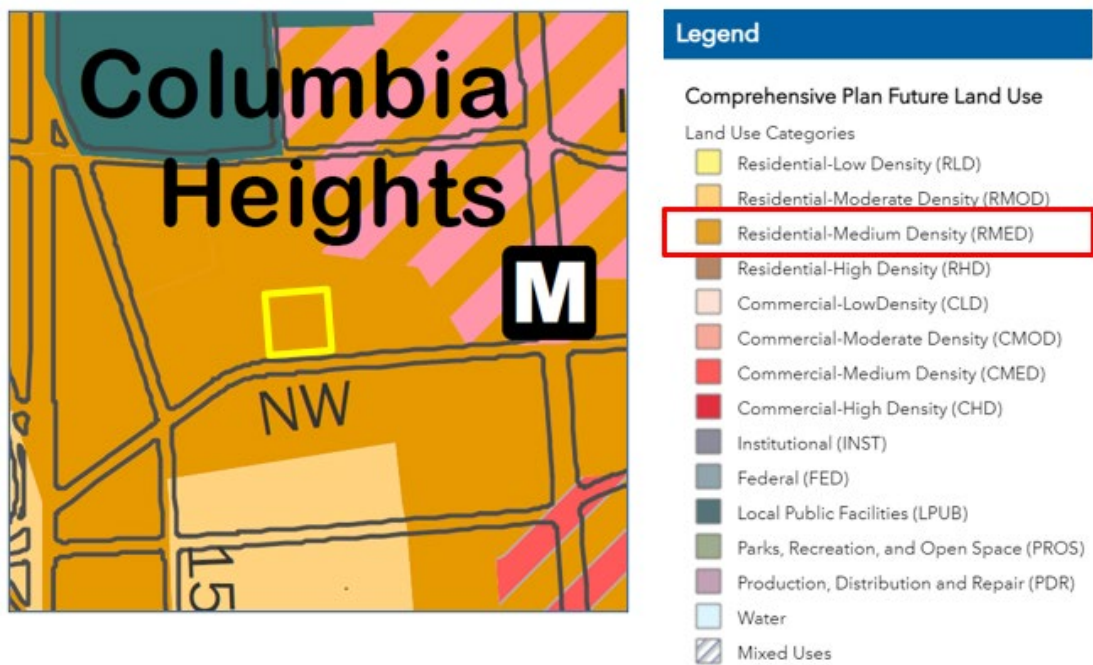 Columbia
Heights
M
NW
15
Legend
Comprehensive Plan Future Land Use
Land Use Categories
Residential-Low Density (RLD)
Residential-Moderate Density (RMOD)
Residential-Medium Density (RMED)
Residential-High Density (RHD)
Commercial-LowDensity (CLD)
Commercial-Moderate Density (CMOD)
Commercial-Medium Density (CMED)
Commercial-High Density (CHD)
Institutional (INST)
Federal (FED)
Local Public Facilities (LPUB)
Parks, Recreation, and Open Space (PROS)
Production, Distribution and Repair (PDR)
Water
Mixed Uses